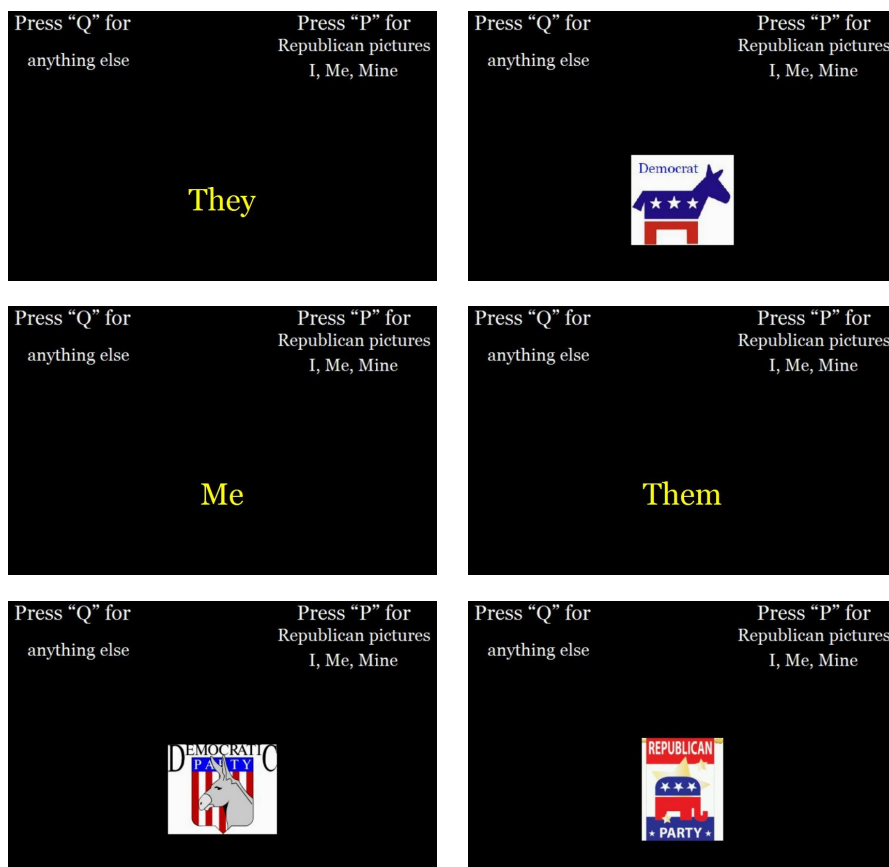 Press “Q” for
anything else
Press “P” for
Republican pictures
I, Me, Mine
They
Press “Q” for
anything else
Press “P” for
Republican pictures
I, Me, Mine
Democrat
Press “Q” for
anything else
Press “P” for
Republican pictures
I, Me, Mine
Me
Press “Q” for
anything else
Press “P” for
Republican pictures
I, Me, Mine
Them
Press “Q” for
anything else
Press “P” for
Republican pictures
I, Me, Mine
DEMOCRATIC
PARTY
Press “Q” for
anything else
Press “P” for
Republican pictures
I, Me, Mine
REPUBLICAN
PARTY